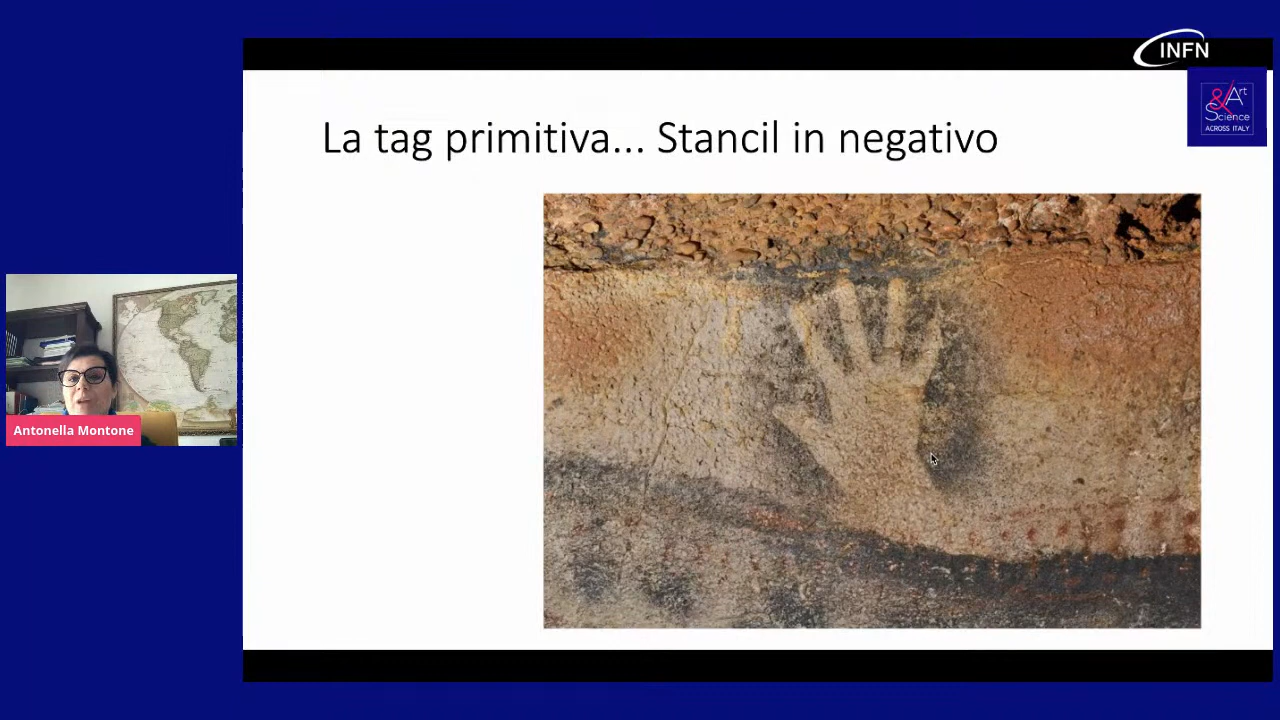 INFN
& Art
Science
ACROSS ITALY
La tag primitiva... Stancil in negativo
Antonella Montone